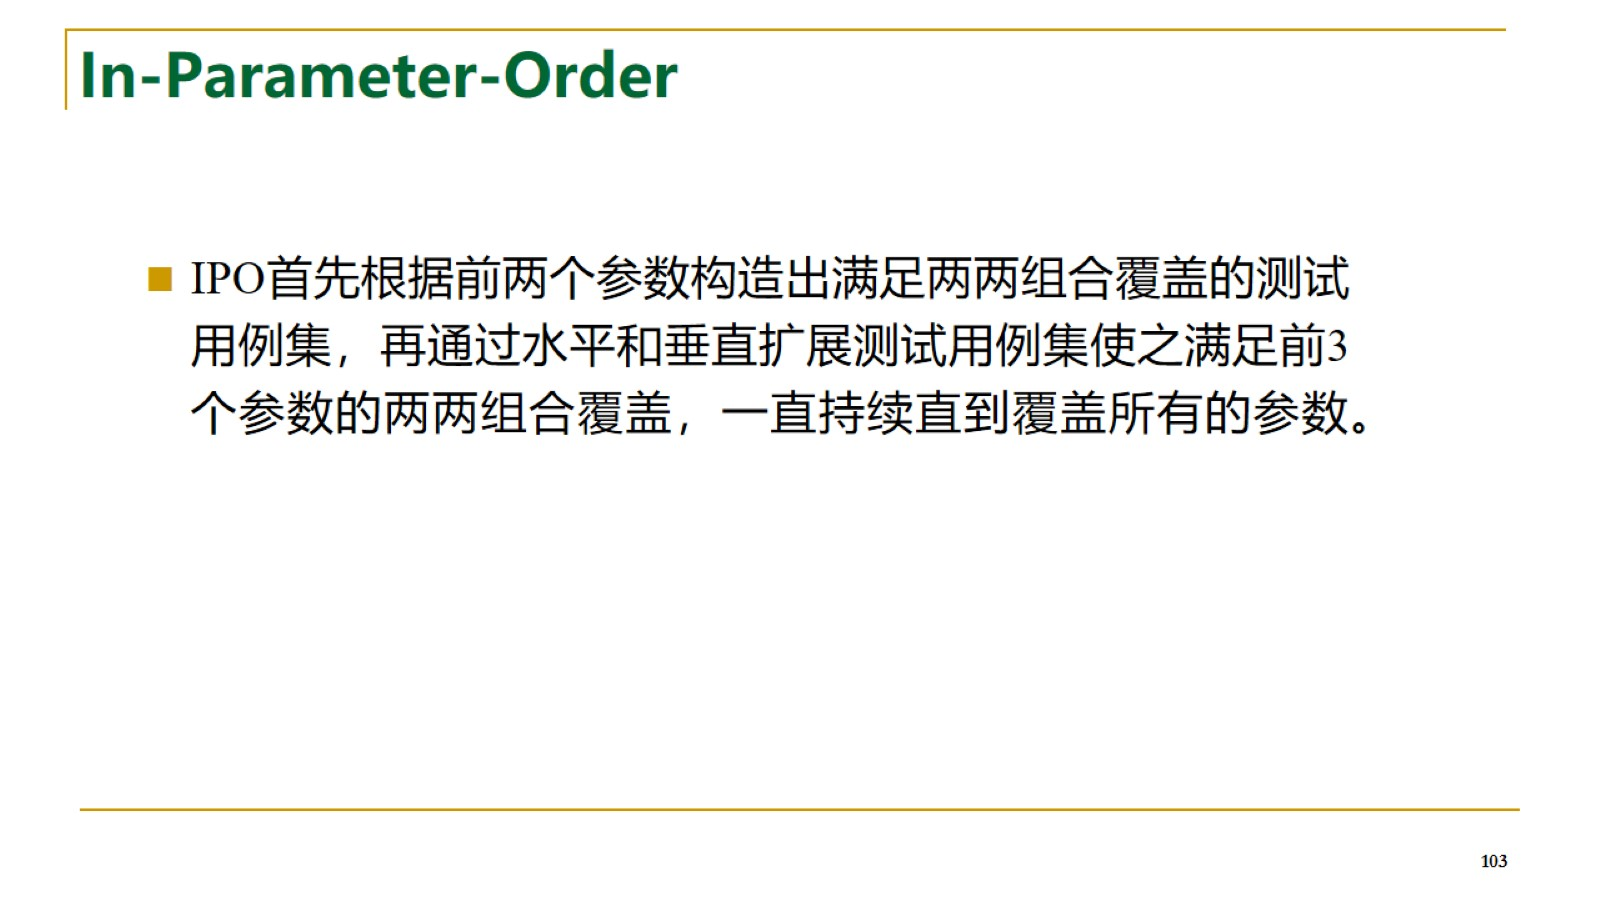 In-Parameter-Order
IPO首先根据前两个参数构造出满足两两组合覆盖的测试
用例集，再通过水平和垂直扩展测试用例集使之满足前3
个参数的两两组合覆盖，一直持续直到覆盖所有的参数。
103